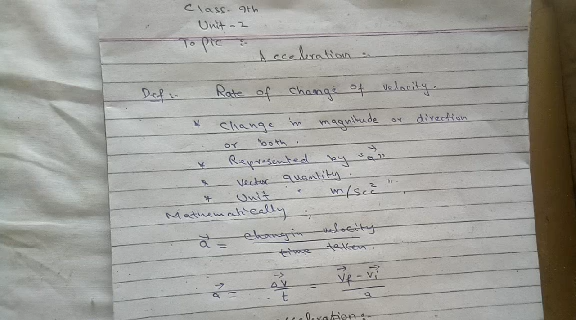 Class- 9th
Unit - 2
Topic :-
Acceleration :-
Def :- Rate of change of velocity.
* Change in magnitude or direction
or both.
* Represented by "a⃗"
* Vector quantity.
* Unit " m/sec² ".
Mathematically :
a⃗ = change in velocity / time taken
a⃗ = Δv⃗ / t = v⃗f - v⃗i